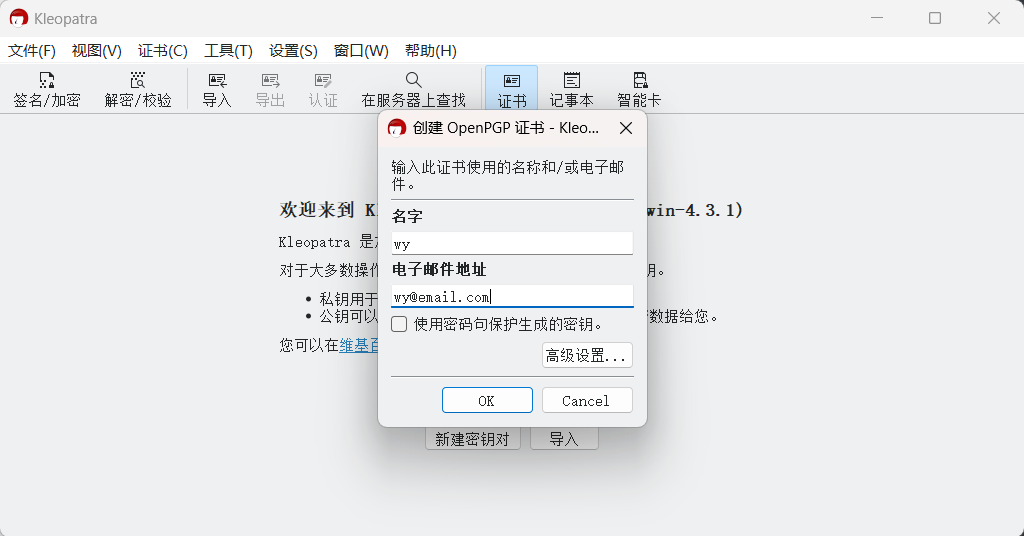 Kleopatra
文件(F) 视图(V) 证书(C) 工具(T) 设置(S) 窗口(W) 帮助(H)
签名/加密 解密/校验 导入 导出 认证 在服务器上查找 证书 记事本 智能卡
创建 OpenPGP 证书 - Kleo...
输入此证书使用的名称和/或电子邮
件。
欢迎来到 K
win-4.3.1)
名字
Kleopatra 是
wy
对于大多数操作
钥。
电子邮件地址
私钥用于
wy@email.com
公钥可以
数据给您。
使用密码句保护生成的密钥。
您可以在维基百
高级设置...
OK Cancel
新建密钥对 导入